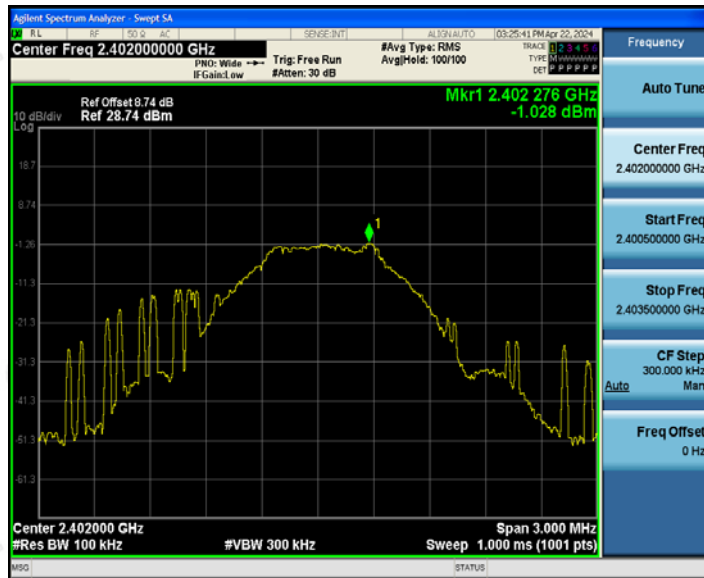 Agilent Spectrum Analyzer - Swept SA
RL RF 50 Ω AC SENSE:INT ALIGN AUTO 03:25:41 PM Apr 22, 2024
Center Freq 2.402000000 GHz
#Avg Type: RMS
TRACE 1 2 3 4 5 6
PNO: Wide
Trig: Free Run
Avg|Hold: 100/100
TYPE M WWWWW
IFGain:Low
#Atten: 30 dB
DET P P P P P P
Mkr1 2.402 276 GHz
-1.028 dBm
Ref Offset 8.74 dB
10 dB/div Ref 28.74 dBm
Log
18.7
8.74
-1.26
-11.3
-21.3
-31.3
-41.3
-51.3
-61.3
1
Center 2.402000 GHz
Span 3.000 MHz
#Res BW 100 kHz
#VBW 300 kHz
Sweep 1.000 ms (1001 pts)
MSG
STATUS
Frequency
Auto Tune
Center Freq
2.402000000 GHz
Start Freq
2.400500000 GHz
Stop Freq
2.403500000 GHz
CF Step
300.000 kHz
Auto Man
Freq Offset
0 Hz